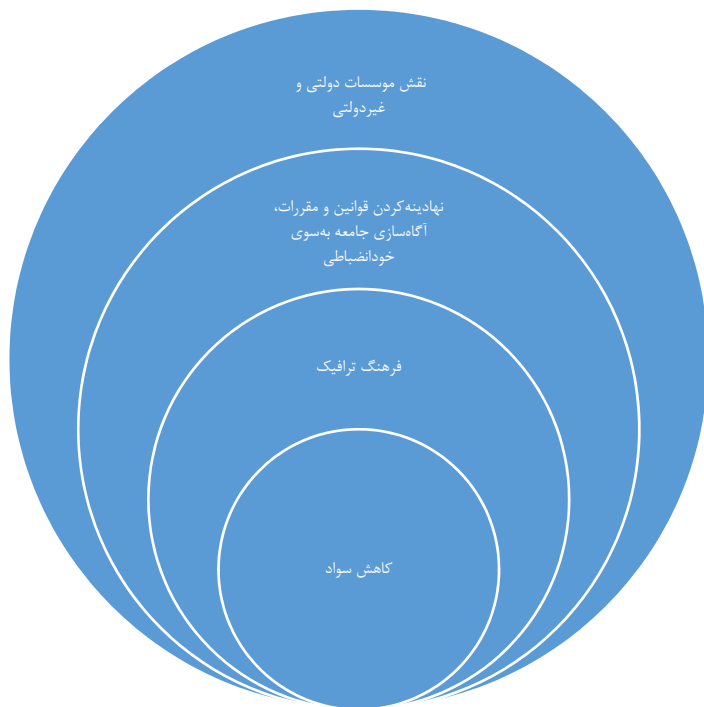 نقش موسسات دولتی و
غیردولتی
نهادینه‌کردن قوانین و مقررات،
آگاه‌سازی جامعه به‌سوی
خودانضباطی
فرهنگ ترافیک
کاهش سواد